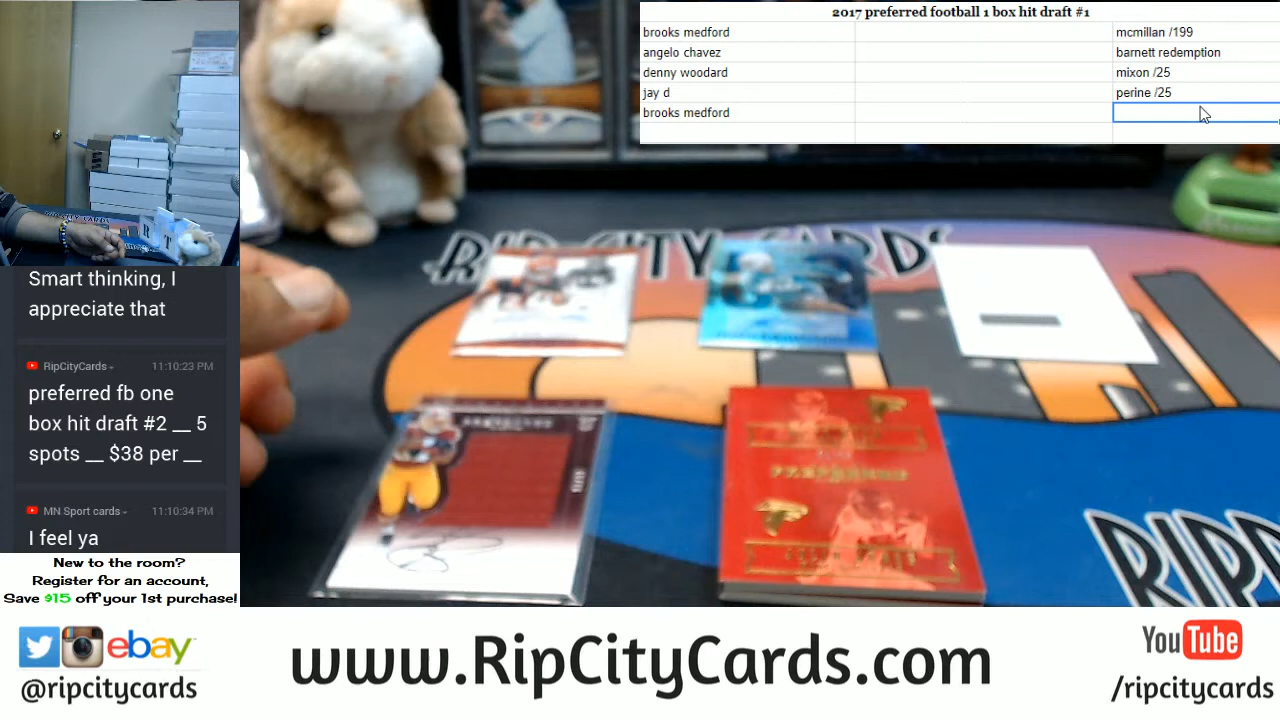 2017 preferred football 1 box hit draft #1
brooks medford mcmillan /199
angelo chavez barnett redemption
denny woodard mixon /25
jay d perine /25
brooks medford
RIP CITY CARDS
Smart thinking, I
appreciate that
RipCityCards 11:10:23 PM
preferred fb one
box hit draft #2 __ 5
spots __ $38 per __
MN Sport cards 11:10:34 PM
I feel ya
New to the room?
Register for an account,
Save $15 off your 1st purchase!
PREFERRED
RIP
ebay
@ripcitycards
www.RipCityCards.com
YouTube
/ripcitycards